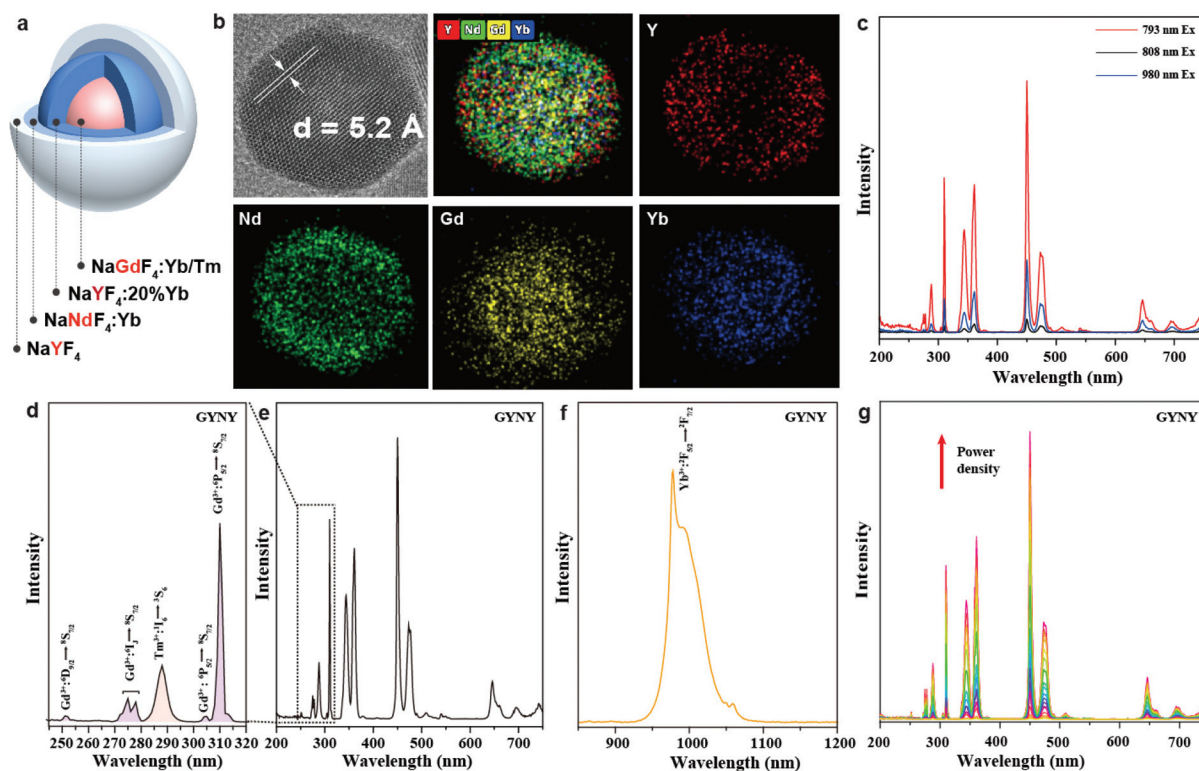 a
NaGdF₄:Yb/Tm
NaYF₄:20%Yb
NaNdF₄:Yb
NaYF₄
b
d = 5.2 Å
Y Nd Gd Yb
Y
Nd
Gd
Yb
c
793 nm Ex
808 nm Ex
980 nm Ex
Intensity
200 300 400 500 600 700
Wavelength (nm)
d
GYNY
Gd³⁺:⁶D₉/₂→⁸S₇/₂
Gd³⁺:⁶I_J→⁸S₇/₂
Tm³⁺:¹I₆→³S₆
Gd³⁺: ⁶P₅/₂→⁸S₇/₂
Gd³⁺:⁶P₅/₂→⁸S₇/₂
Intensity
250 260 270 280 290 300 310 320
Wavelength (nm)
e
GYNY
Intensity
200 300 400 500 600 700
Wavelength (nm)
f
GYNY
Yb³⁺:²F₅/₂→²F₇/₂
Intensity
900 1000 1100 1200
Wavelength (nm)
g
GYNY
Power
density
Intensity
200 300 400 500 600 700
Wavelength (nm)